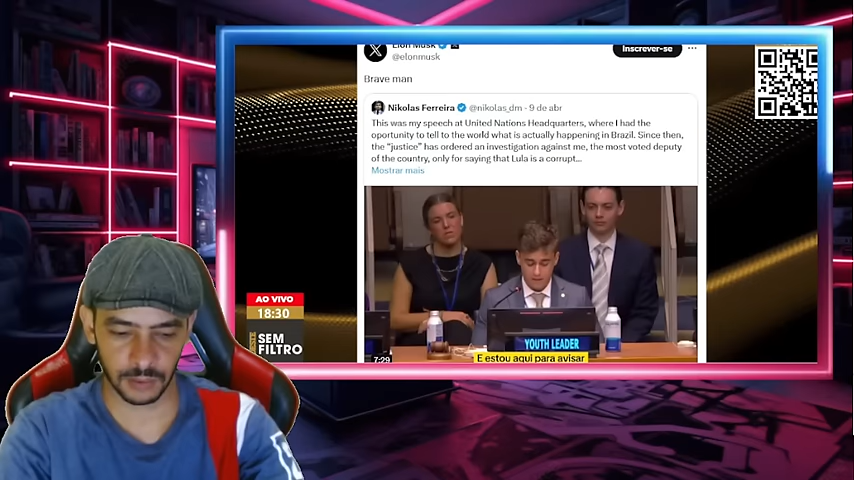 Elon Musk
@elonmusk
Inscrever-se
Brave man
Nikolas Ferreira @nikolas_dm - 9 de abr
This was my speech at United Nations Headquarters, where I had the
oportunity to tell to the world what is actually happening in Brazil. Since then,
the "justice" has ordered an investigation against me, the most voted deputy
of the country, only for saying that Lula is a corrupt...
Mostrar mais
YOUTH LEADER
7:29
E estou aqui para avisar
AO VIVO
18:30
SEM
FILTRO